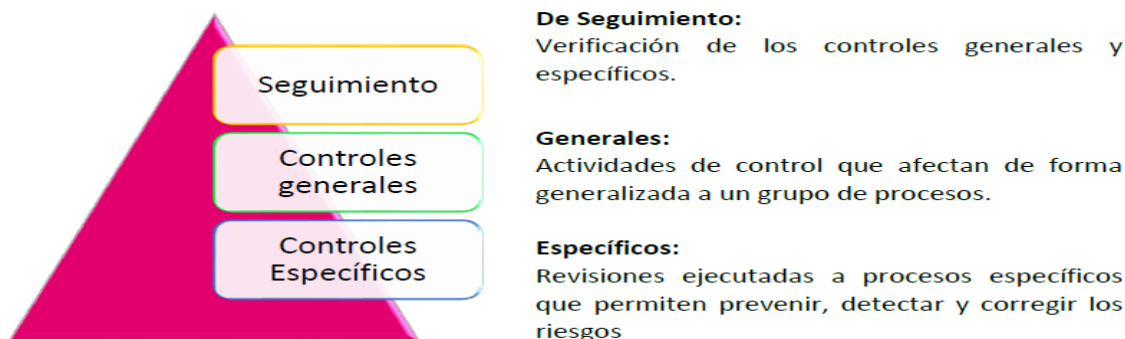 Seguimiento
Controles
generales
Controles
Específicos
De Seguimiento:
Verificación de los controles generales y
específicos.
Generales:
Actividades de control que afectan de forma
generalizada a un grupo de procesos.
Específicos:
Revisiones ejecutadas a procesos específicos
que permiten prevenir, detectar y corregir los
riesgos